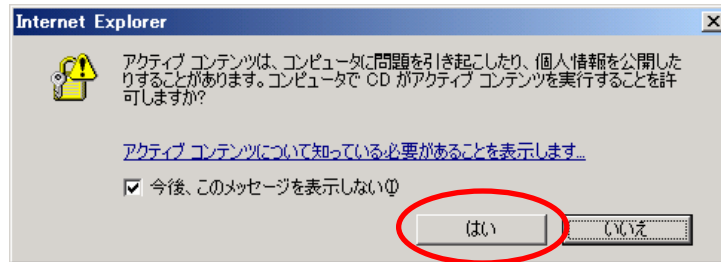 Internet Explorer
アクティブ コンテンツは、コンピュータに問題を引き起こしたり、個人情報を公開した
りすることがあります。コンピュータで CD がアクティブ コンテンツを実行することを許
可しますか?
アクティブ コンテンツについて知っている必要があることを表示します...
今後、このメッセージを表示しない(I)
はい
いいえ